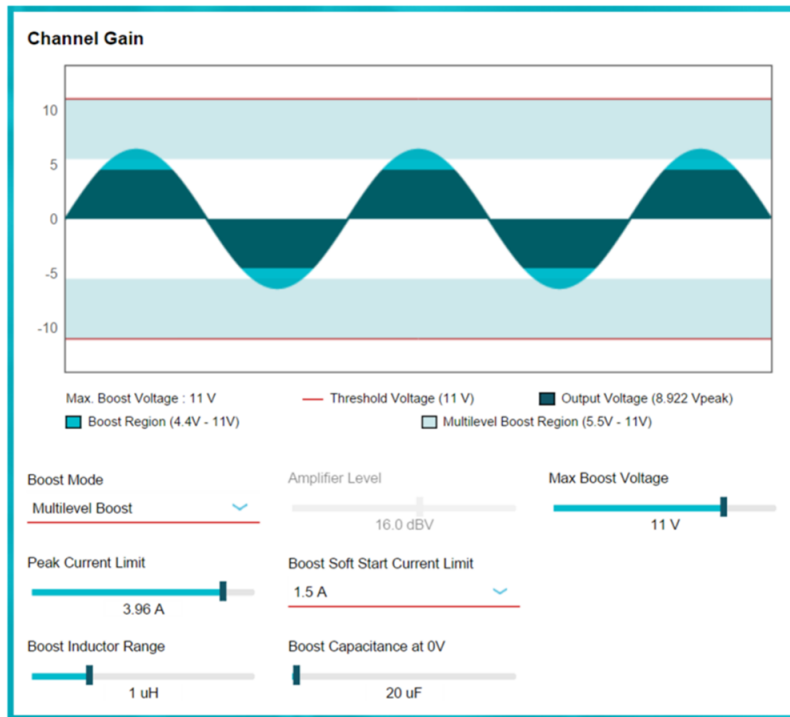 Channel Gain
10
5
0
-5
-10
Max. Boost Voltage : 11 V
Threshold Voltage (11 V)
Output Voltage (8.922 Vpeak)
Boost Region (4.4V - 11V)
Multilevel Boost Region (5.5V - 11V)
Boost Mode
Amplifier Level
Max Boost Voltage
Multilevel Boost
16.0 dBV
11 V
Peak Current Limit
Boost Soft Start Current Limit
3.96 A
1.5 A
Boost Inductor Range
Boost Capacitance at 0V
1 uH
20 uF